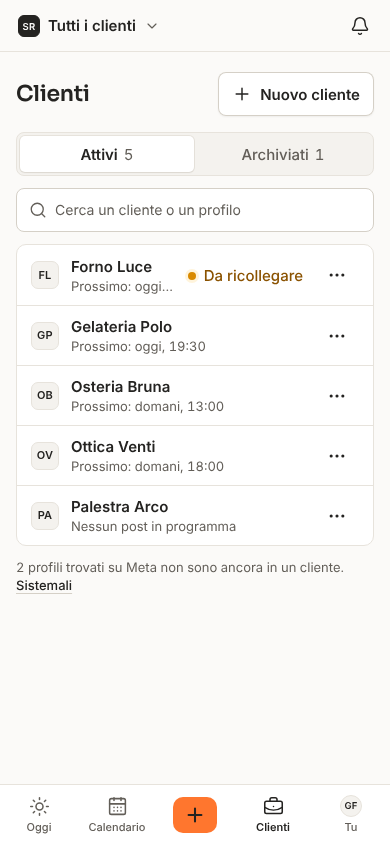 SR Tutti i clienti
Clienti
Nuovo cliente
Attivi 5
Archiviati 1
Cerca un cliente o un profilo
FL
Forno Luce
Prossimo: oggi...
Da ricollegare
GP
Gelateria Polo
Prossimo: oggi, 19:30
OB
Osteria Bruna
Prossimo: domani, 13:00
OV
Ottica Venti
Prossimo: domani, 18:00
PA
Palestra Arco
Nessun post in programma
2 profili trovati su Meta non sono ancora in un cliente.
Sistemali
Oggi
Calendario
Clienti
GF
Tu